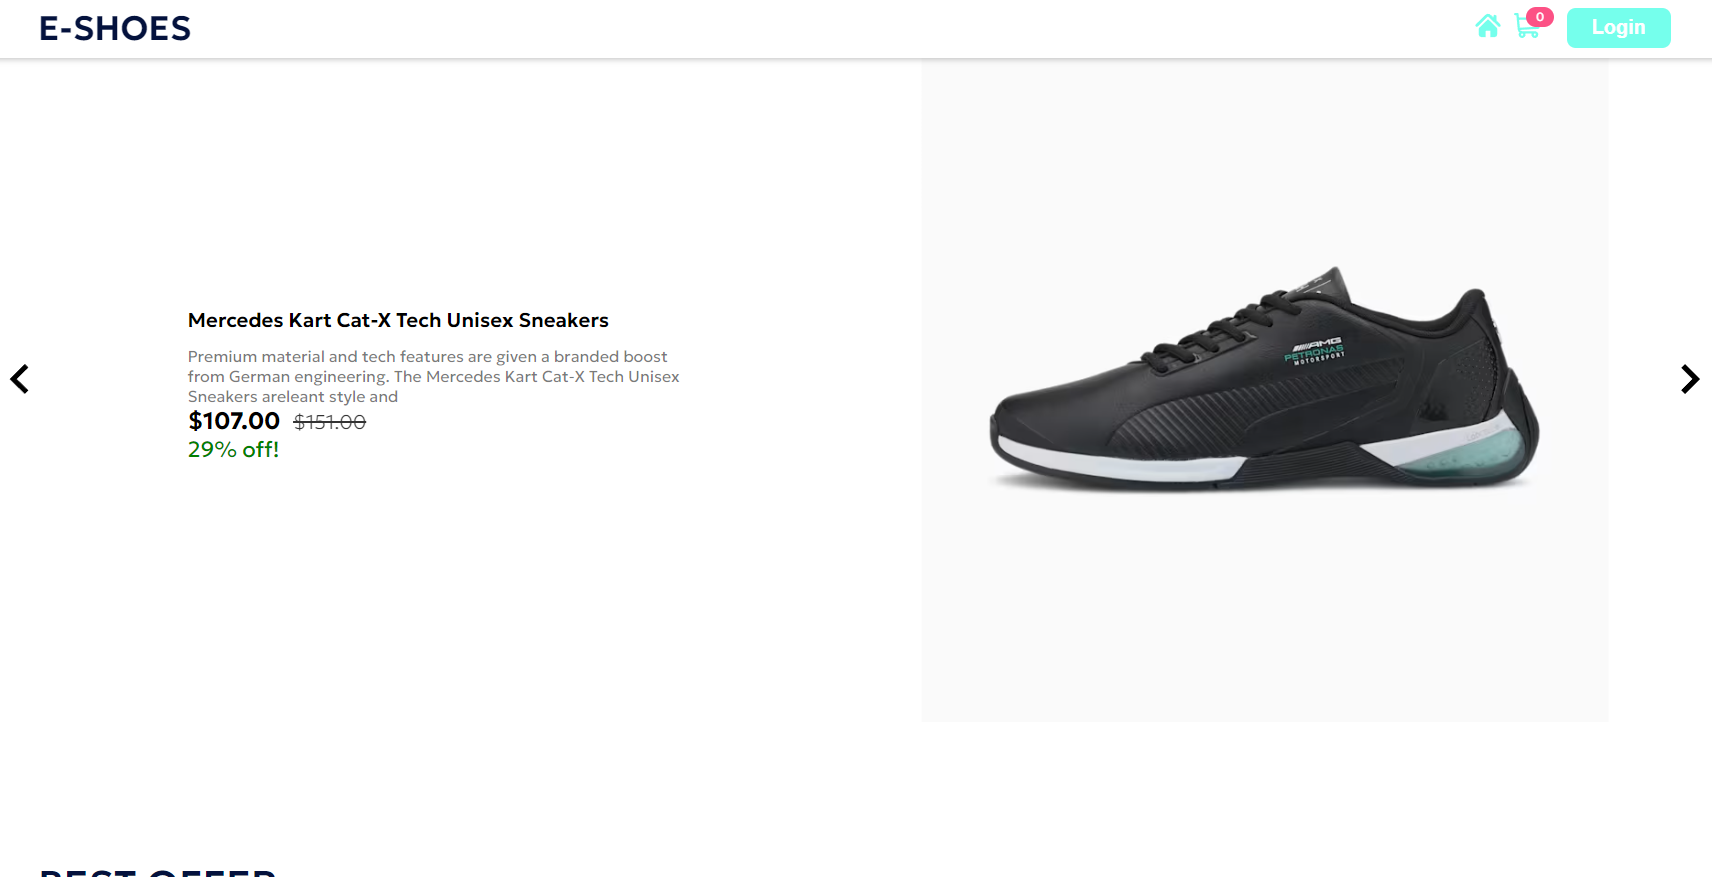 E-SHOES
0
Login
Mercedes Kart Cat-X Tech Unisex Sneakers
Premium material and tech features are given a branded boost
from German engineering. The Mercedes Kart Cat-X Tech Unisex
Sneakers areleant style and
$107.00 $151.00
29% off!
AMG
PETRONAS
MOTORSPORT
BEST OFFER